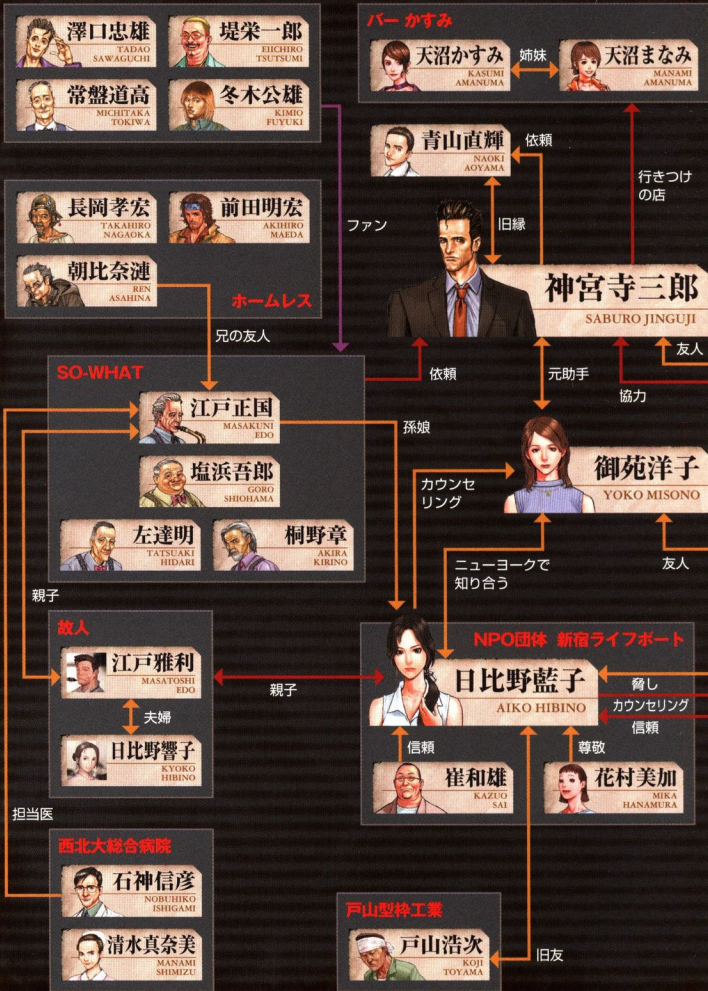 澤口忠雄
TADAO
SAWAGUCHI
堤栄一郎
EIICHIRO
TSUTSUMI
常盤道高
MICHITAKA
TOKIWA
冬木公雄
KIMIO
FUYUKI
バー かすみ
天沼かすみ
KASUMI
AMANUMA
姉妹
天沼まなみ
MANAMI
AMANUMA
青山直輝
NAOKI
AOYAMA
依頼
旧縁
行きつけ
の店
ファン
長岡孝宏
TAKAHIRO
NAGAOKA
前田明宏
AKIHIRO
MAEDA
朝比奈漣
REN
ASAHINA
ホームレス
兄の友人
神宮寺三郎
SABURO JINGUJI
依頼
元助手
協力
友人
SO-WHAT
江戸正国
MASAKUNI
EDO
塩浜吾郎
GORO
SHIOHAMA
左達明
TATSUAKI
HIDARI
桐野章
AKIRA
KIRINO
孫娘
カウンセ
リング
御苑洋子
YOKO MISONO
ニューヨークで
知り合う
友人
親子
故人
江戸雅利
MASATOSHI
EDO
夫婦
日比野響子
KYOKO
HIBINO
親子
NPO団体 新宿ライフボート
日比野藍子
AIKO HIBINO
脅し
カウンセリング
信頼
信頼
尊敬
崔和雄
KAZUO
SAI
花村美加
MIKA
HANAMURA
担当医
西北大総合病院
石神信彦
NOBUHIKO
ISHIGAMI
清水真奈美
MANAMI
SHIMIZU
戸山型枠工業
戸山浩次
KOJI
TOYAMA
旧友